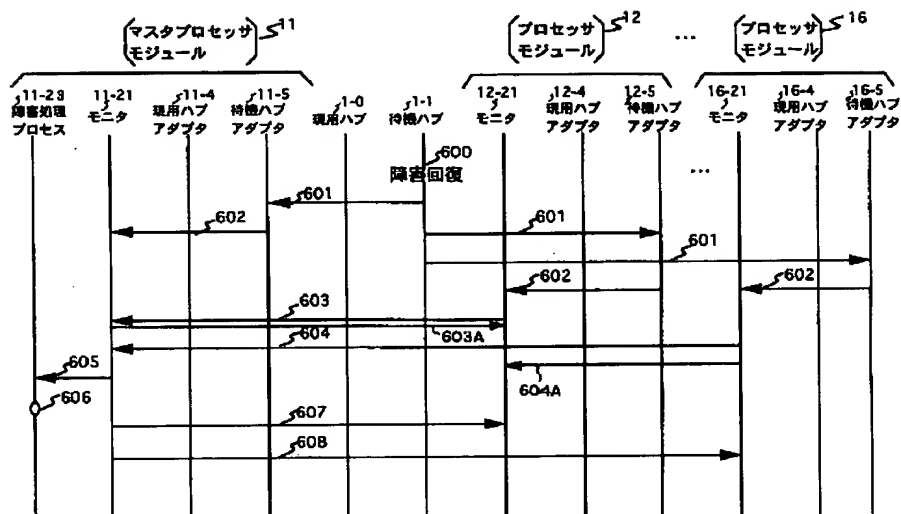 マスタプロセッサ
モジュール
11
プロセッサ
モジュール
12
…
プロセッサ
モジュール
16
11-23
障害処理
プロセス
11-21
モニタ
11-4
現用ハブ
アダプタ
11-5
待機ハブ
アダプタ
1-0
現用ハブ
1-1
待機ハブ
12-21
モニタ
12-4
現用ハブ
アダプタ
12-5
待機ハブ
アダプタ
16-21
モニタ
16-4
現用ハブ
アダプタ
16-5
待機ハブ
アダプタ
600
障害回復
…
601
602
601
601
602
602
603
603A
604
604A
605
606
607
608